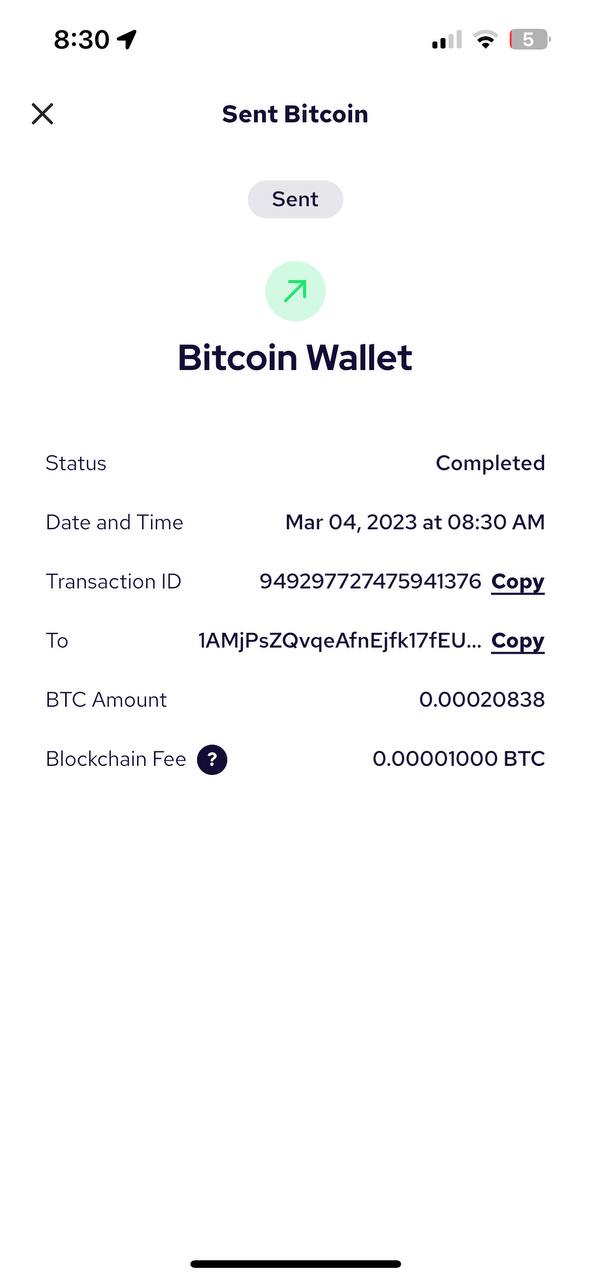 8:30 5
Sent Bitcoin
Sent
Bitcoin Wallet
Status Completed
Date and Time Mar 04, 2023 at 08:30 AM
Transaction ID 949297727475941376 Copy
To 1AMjPsZQvqeAfnEjfk17fEU... Copy
BTC Amount 0.00020838
Blockchain Fee ? 0.00001000 BTC